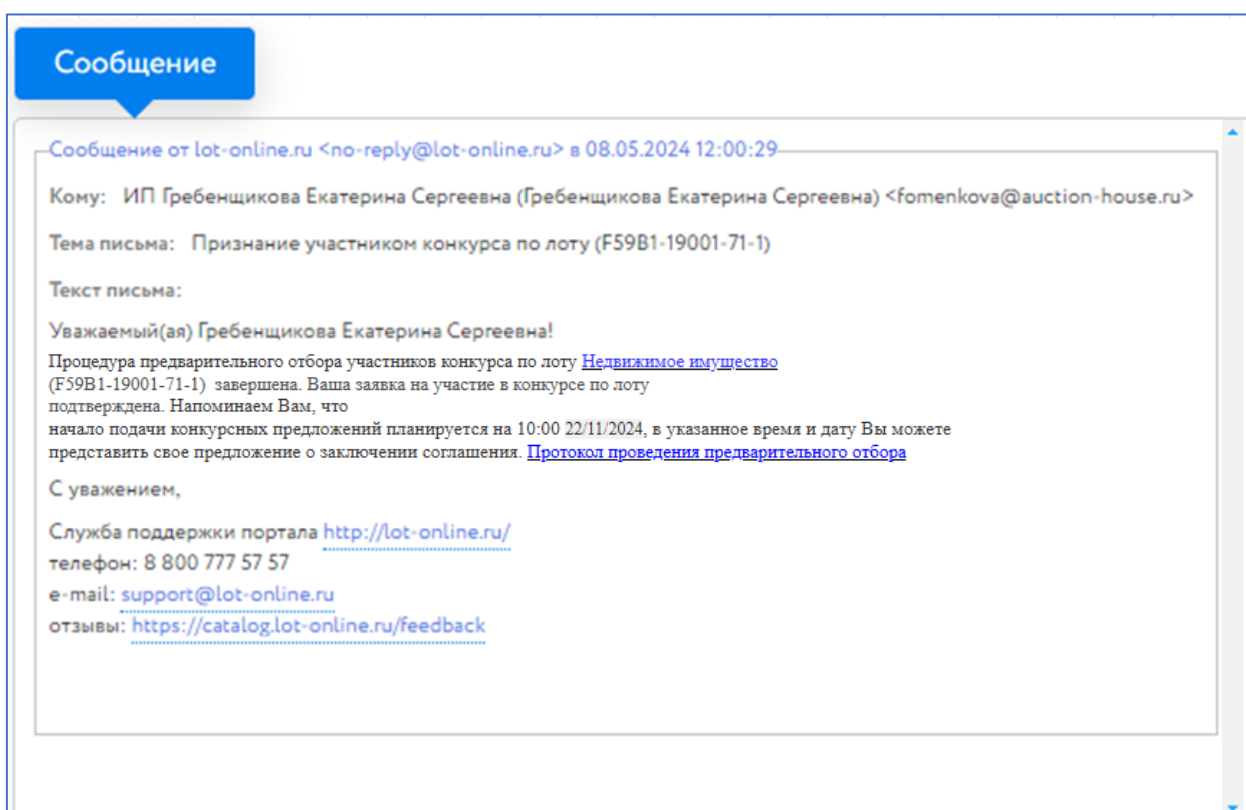 Сообщение
Сообщение от lot-online.ru <no-reply@lot-online.ru> в 08.05.2024 12:00:29
Кому: ИП Гребенщикова Екатерина Сергеевна (Гребенщикова Екатерина Сергеевна) <fomenkova@auction-house.ru>
Тема письма: Признание участником конкурса по лоту (F59B1-19001-71-1)
Текст письма:
Уважаемый(ая) Гребенщикова Екатерина Сергеевна!
Процедура предварительного отбора участников конкурса по лоту Недвижимое имущество
(F59B1-19001-71-1) завершена. Ваша заявка на участие в конкурсе по лоту
подтверждена. Напоминаем Вам, что
начало подачи конкурсных предложений планируется на 10:00 22/11/2024, в указанное время и дату Вы можете
представить свое предложение о заключении соглашения. Протокол проведения предварительного отбора
С уважением,
Служба поддержки портала http://lot-online.ru/
телефон: 8 800 777 57 57
e-mail: support@lot-online.ru
отзывы: https://catalog.lot-online.ru/feedback